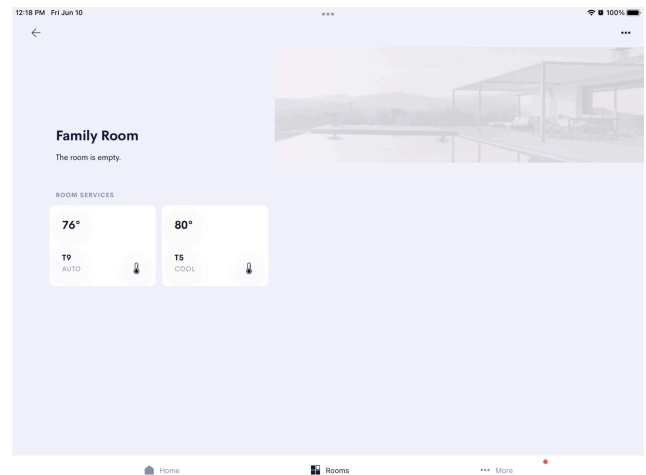 12:18 PM Fri Jun 10
100%
Family Room
The room is empty.
ROOM SERVICES
76°
T9
AUTO
80°
T5
COOL
Home
Rooms
More